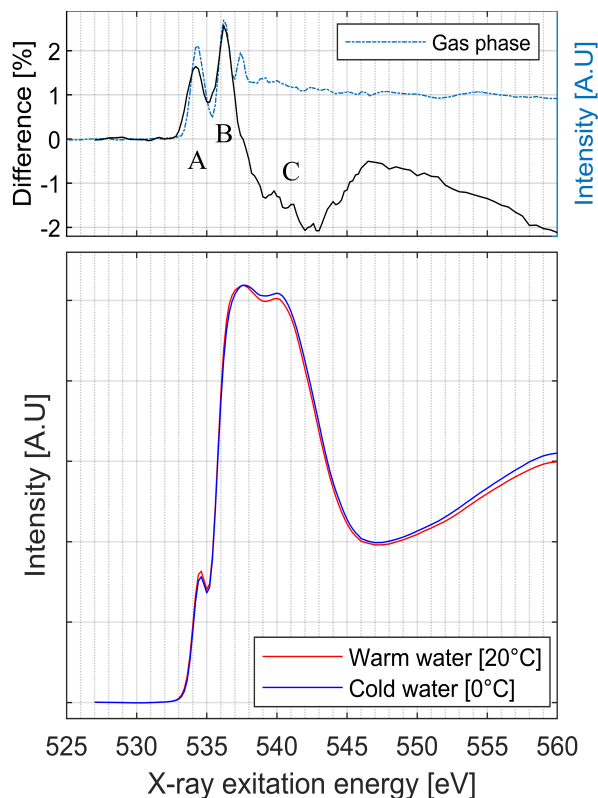 Difference [%]
2
1
0
-1
-2
Gas phase
A
B
C
Intensity [A.U]
Intensity [A.U]
Warm water [20°C]
Cold water [0°C]
525 530 535 540 545 550 555 560
X-ray exitation energy [eV]